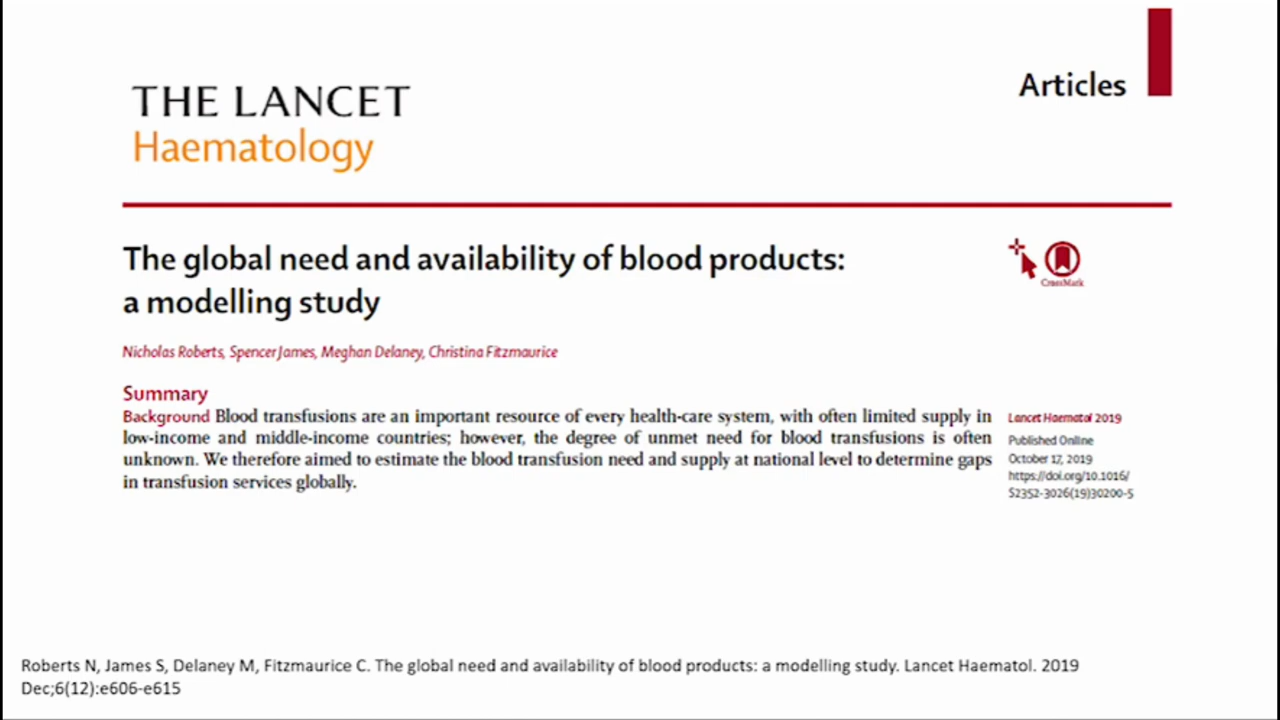 Articles
THE LANCET
Haematology
The global need and availability of blood products:
a modelling study
CrossMark
Nicholas Roberts, Spencer James, Meghan Delaney, Christina Fitzmaurice
Summary
Background Blood transfusions are an important resource of every health-care system, with often limited supply in
low-income and middle-income countries; however, the degree of unmet need for blood transfusions is often
unknown. We therefore aimed to estimate the blood transfusion need and supply at national level to determine gaps
in transfusion services globally.
Lancet Haematol 2019
Published Online
October 17, 2019
https://doi.org/10.1016/
S2352-3026(19)30200-5
Roberts N, James S, Delaney M, Fitzmaurice C. The global need and availability of blood products: a modelling study. Lancet Haematol. 2019
Dec;6(12):e606-e615